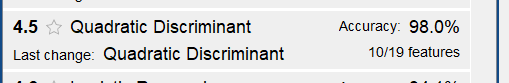 4.5 ☆ Quadratic Discriminant Accuracy: 98.0%
Last change: Quadratic Discriminant 10/19 features